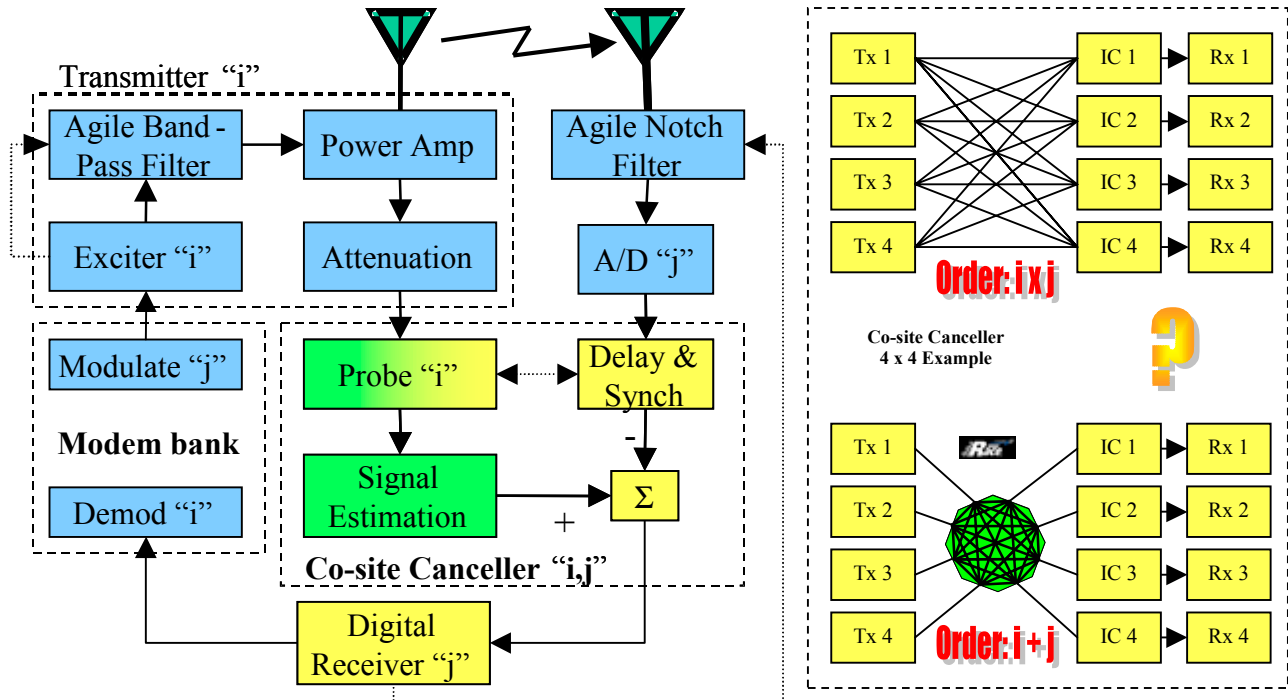 Transmitter “i”
Agile Band -
Pass Filter
Power Amp
Agile Notch
Filter
Exciter “i”
Attenuation
A/D “j”
Modulate “j”
Probe “i”
Delay &
Synch
Modem bank
-
Demod “i”
Signal
Estimation
+
Σ
Co-site Canceller “i,j”
Digital
Receiver “j”
Tx 1
IC 1
Rx 1
Tx 2
IC 2
Rx 2
Tx 3
IC 3
Rx 3
Tx 4
IC 4
Rx 4
Order: i x j
Co-site Canceller
4 x 4 Example
?
Tx 1
IC 1
Rx 1
Tx 2
IC 2
Rx 2
Tx 3
IC 3
Rx 3
Tx 4
IC 4
Rx 4
Order: i + j